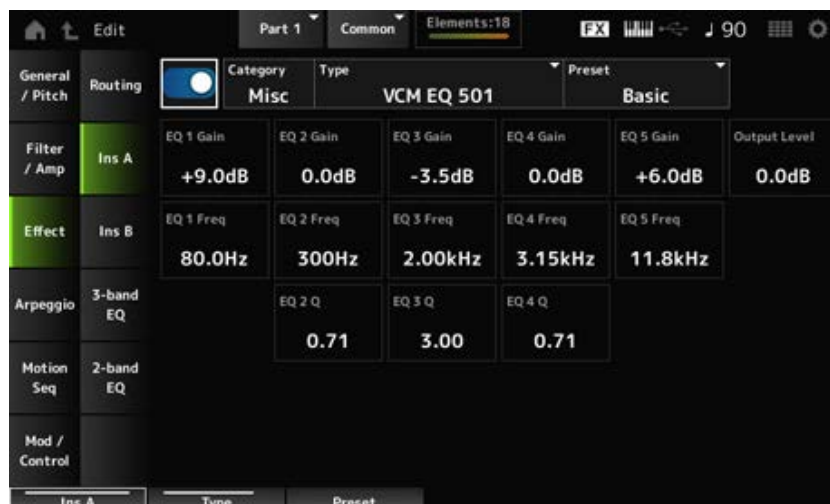 Edit
Part 1
Common
Elements:18
FX
♩ 90
General / Pitch
Routing
Category
Misc
Type
VCM EQ 501
Preset
Basic
Filter / Amp
Ins A
EQ 1 Gain
+9.0dB
EQ 2 Gain
0.0dB
EQ 3 Gain
-3.5dB
EQ 4 Gain
0.0dB
EQ 5 Gain
+6.0dB
Output Level
0.0dB
Effect
Ins B
EQ 1 Freq
80.0Hz
EQ 2 Freq
300Hz
EQ 3 Freq
2.00kHz
EQ 4 Freq
3.15kHz
EQ 5 Freq
11.8kHz
Arpeggio
3-band EQ
EQ 2 Q
0.71
EQ 3 Q
3.00
EQ 4 Q
0.71
Motion Seq
2-band EQ
Mod / Control
Ins A
Type
Preset